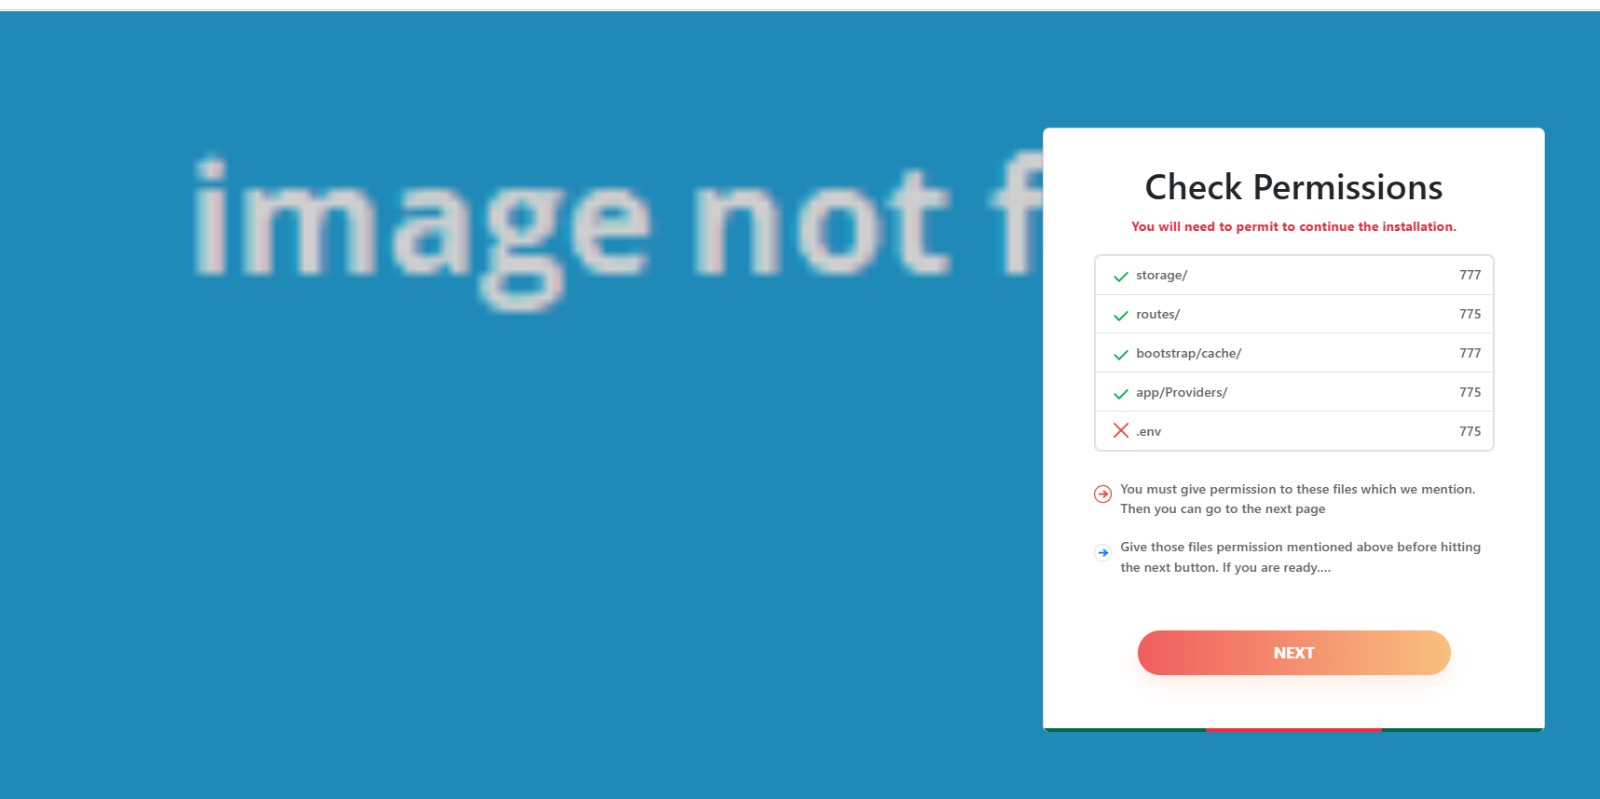 image not f
Check Permissions
You will need to permit to continue the installation.
storage/ 777
routes/ 775
bootstrap/cache/ 777
app/Providers/ 775
.env 775
You must give permission to these files which we mention.
Then you can go to the next page
Give those files permission mentioned above before hitting
the next button. If you are ready....
NEXT